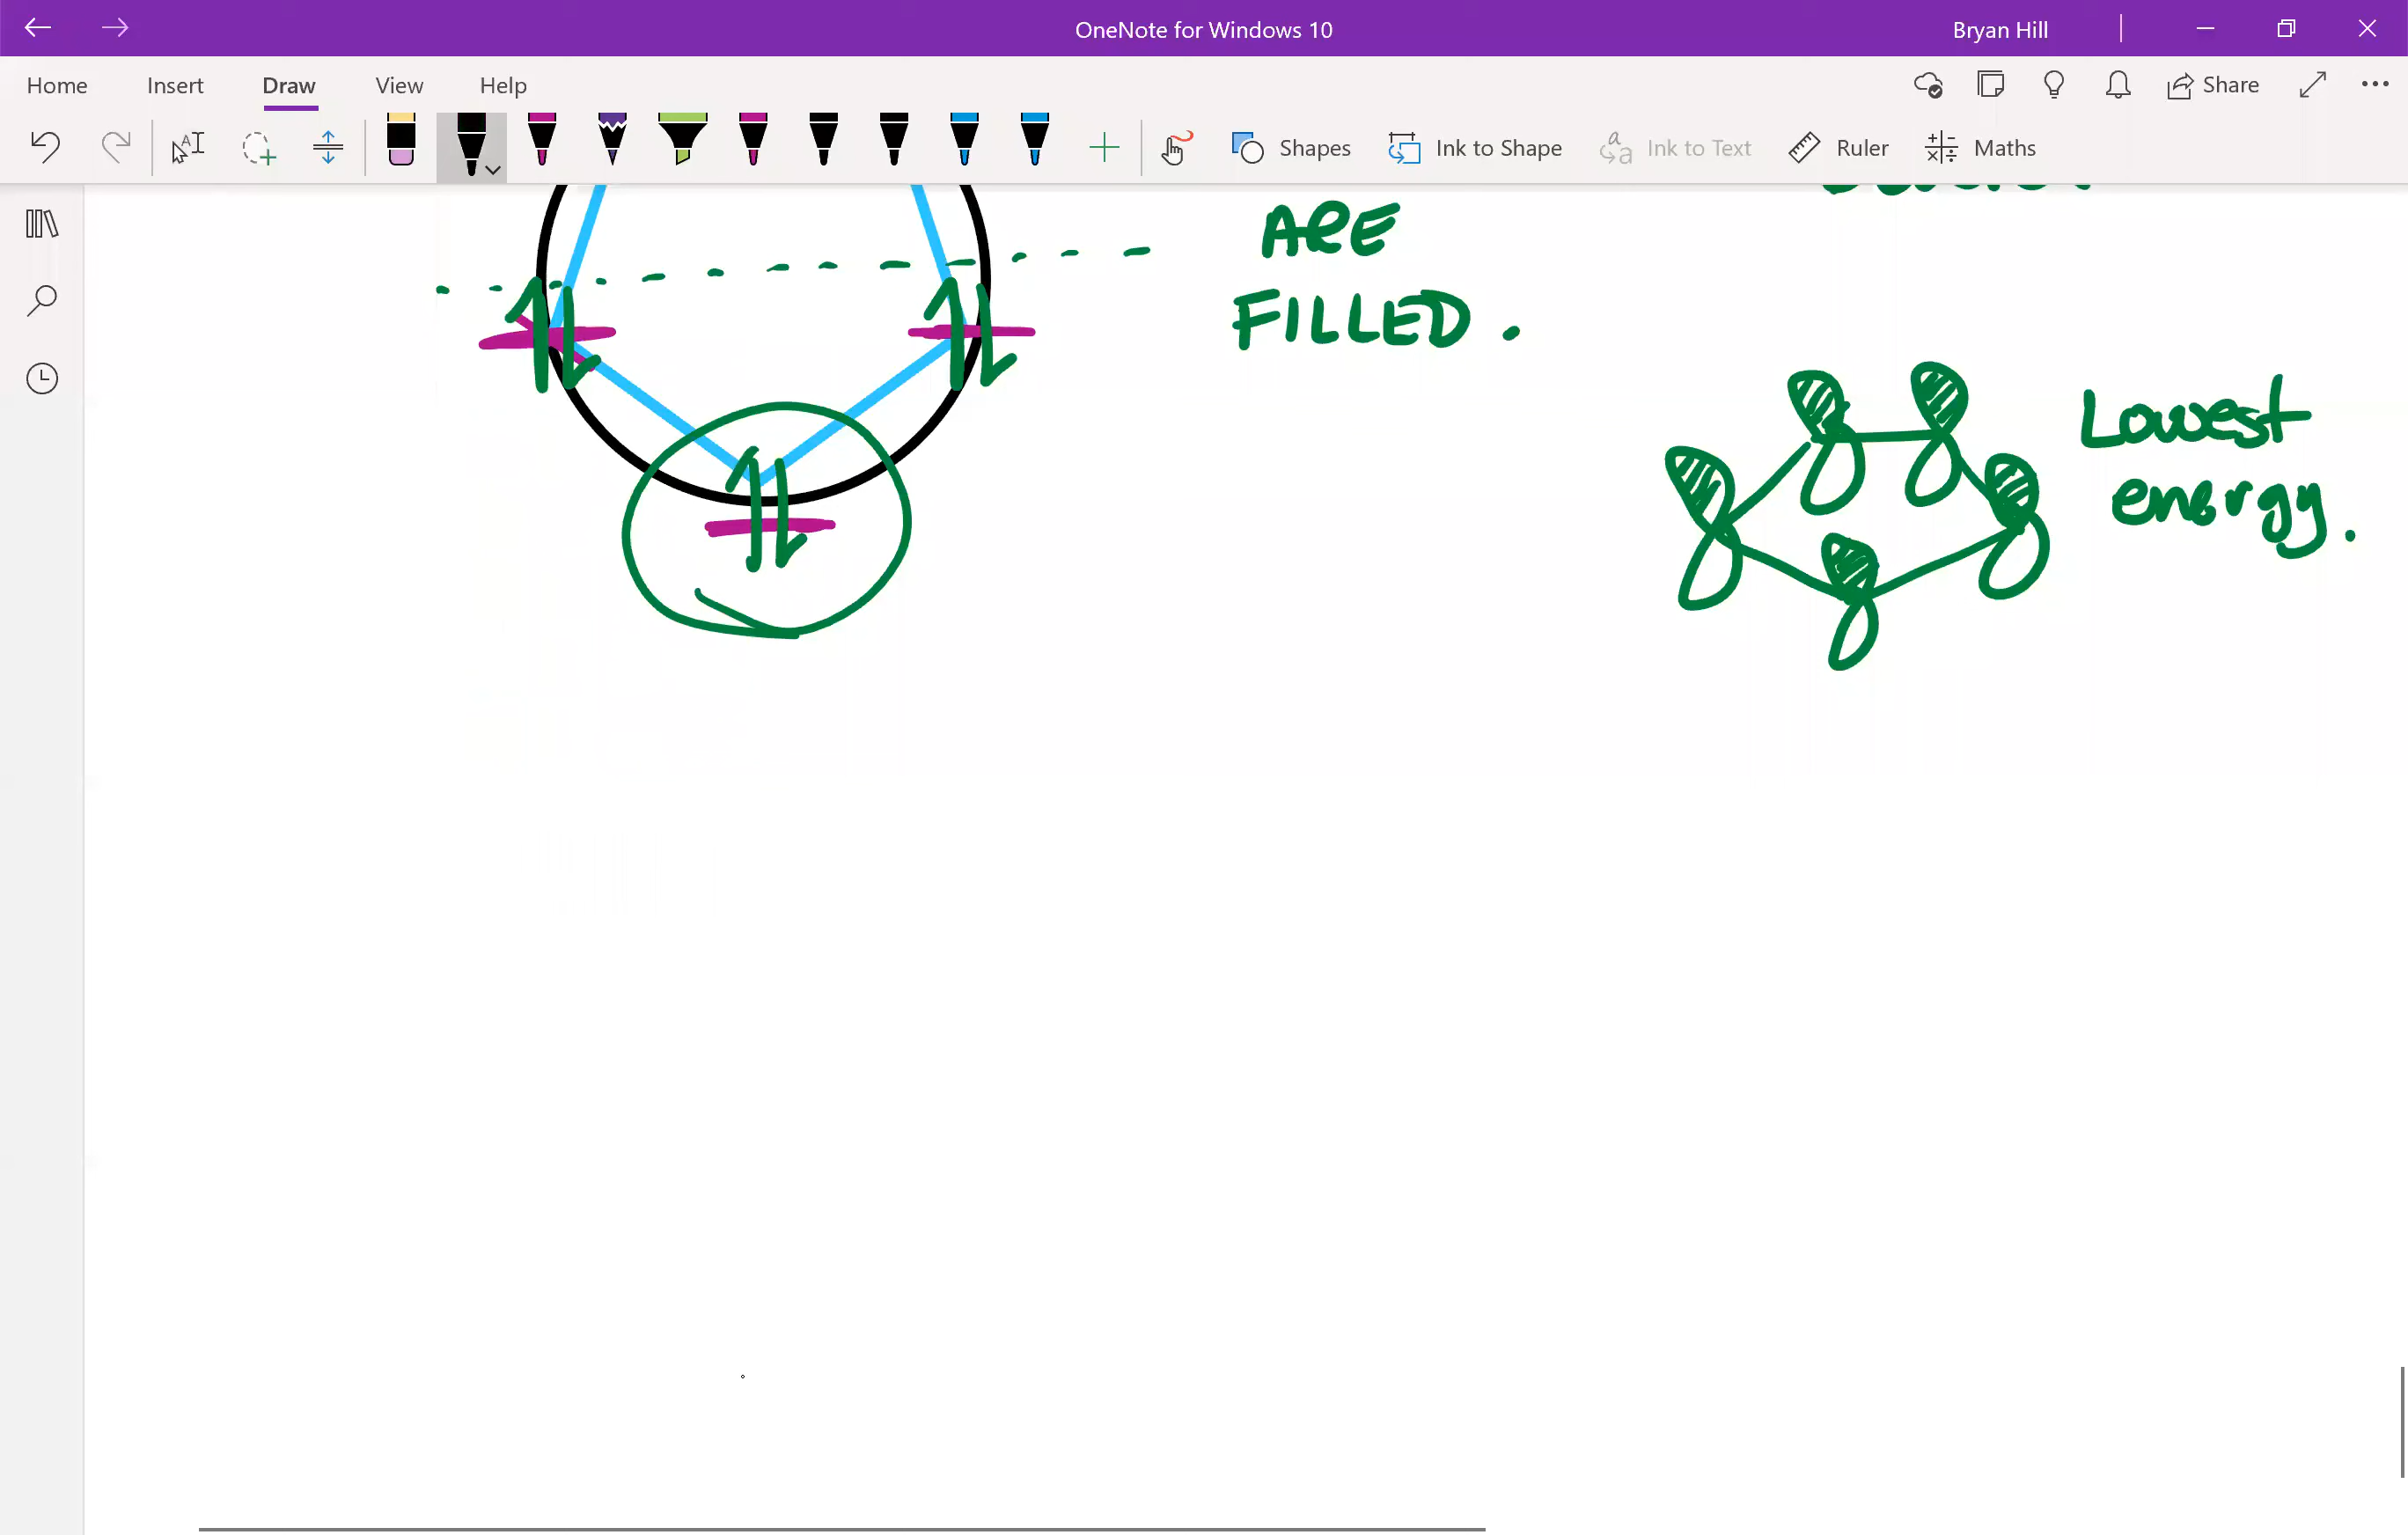 OneNote for Windows 10
Bryan Hill
Home Insert Draw View Help
Share
Shapes Ink to Shape Ink to Text Ruler Maths
ARE
FILLED.
Lowest
energy.